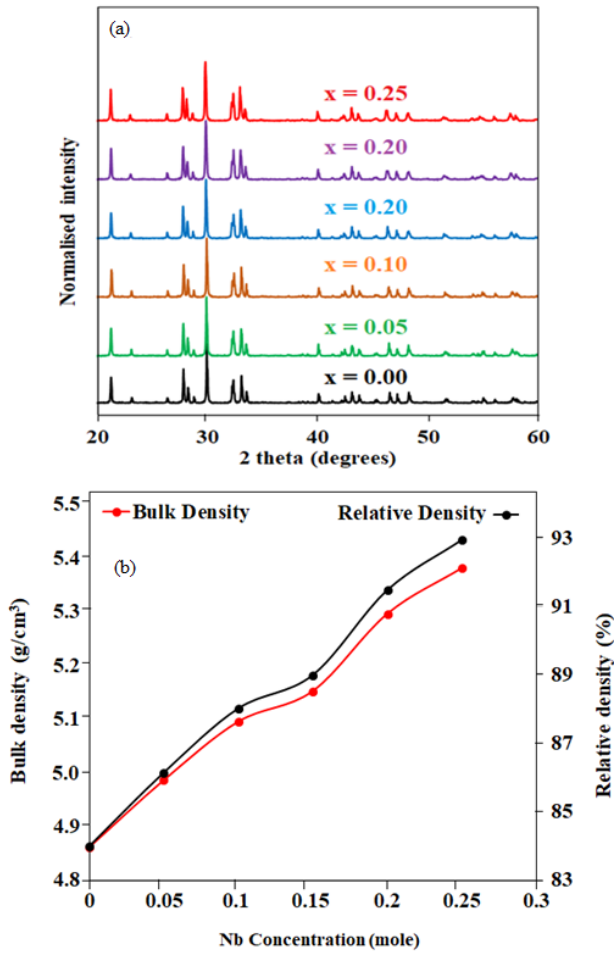 (a)
x = 0.25
x = 0.20
x = 0.20
x = 0.10
x = 0.05
x = 0.00
Normalised intensity
20 30 40 50 60
2 theta (degrees)
Bulk Density Relative Density
(b)
5.5
5.4
5.3
5.2
5.1
5.0
4.9
4.8
Bulk density (g/cm³)
93
91
89
87
85
83
Relative density (%)
0 0.05 0.1 0.15 0.2 0.25 0.3
Nb Concentration (mole)